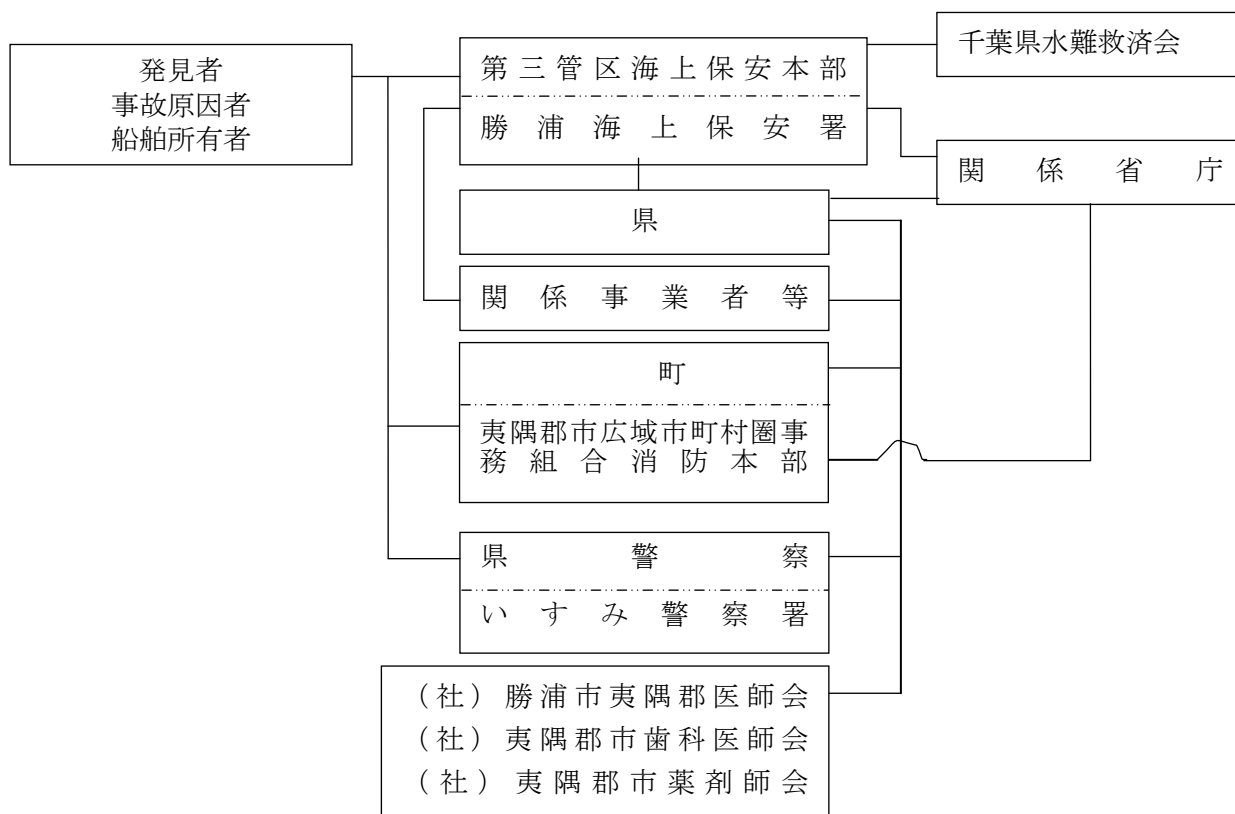 発見者
事故原因者
船舶所有者
第三管区海上保安本部
勝浦海上保安署
千葉県水難救済会
関係省庁
県
関係事業者等
町
夷隅郡市広域市町村圏事
務組合消防本部
県警察
いすみ警察署
（社）勝浦市夷隅郡医師会
（社）夷隅郡市歯科医師会
（社）夷隅郡市薬剤師会